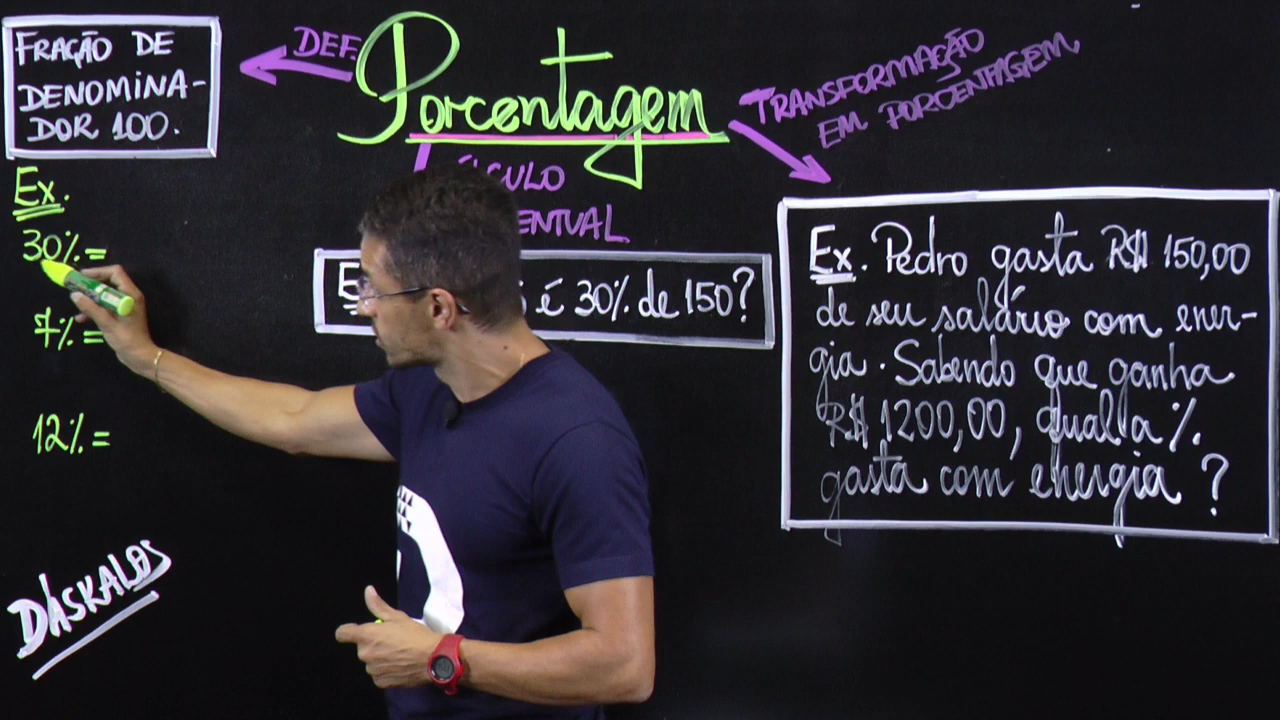 Porcentagem
DEF.
FRAÇÃO DE
DENOMINA-
DOR 100.
Ex.
30% =
7% =
12% =
DÁSKALOS
é 30% de 150?
TRANSFORMAÇÃO
EM PORCENTAGEM
Ex. Pedro gasta R$ 150,00
de seu salário com ener-
gia. Sabendo que ganha
R$ 1200,00, qual a %
gasta com energia?